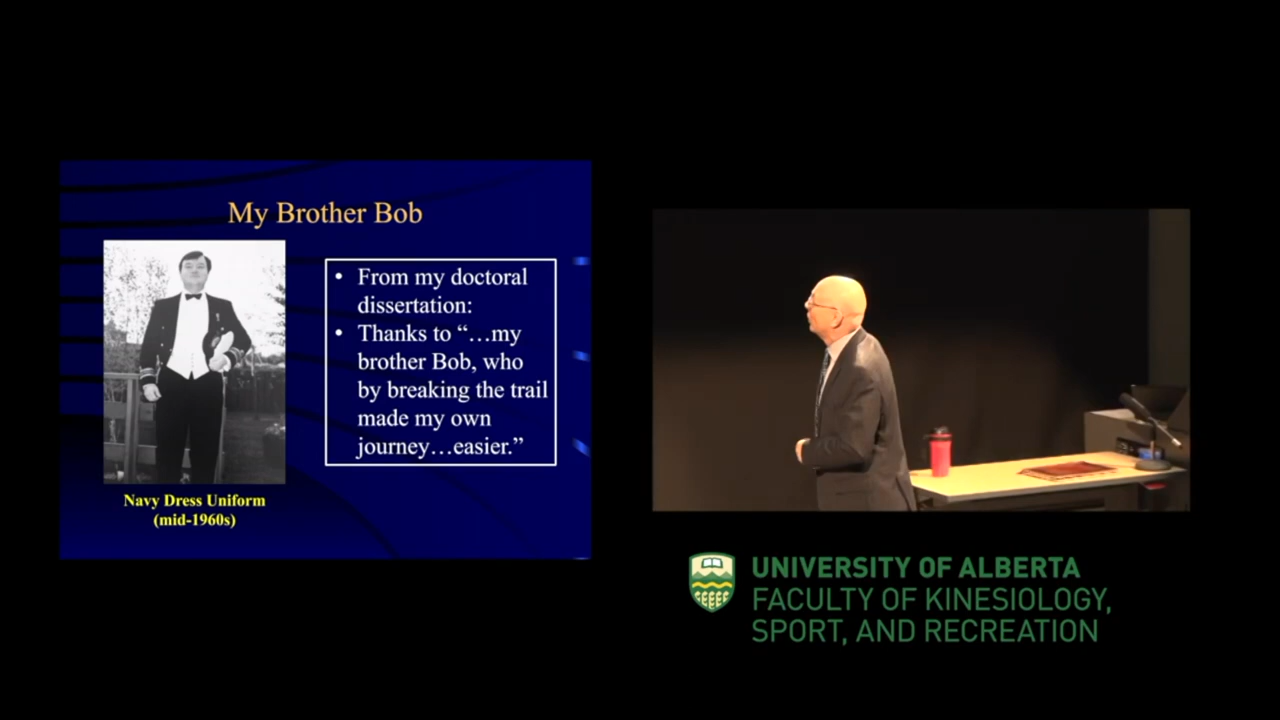 My Brother Bob
• From my doctoral
dissertation:
• Thanks to “…my
brother Bob, who
by breaking the trail
made my own
journey…easier.”
Navy Dress Uniform
(mid-1960s)
UNIVERSITY OF ALBERTA
FACULTY OF KINESIOLOGY,
SPORT, AND RECREATION